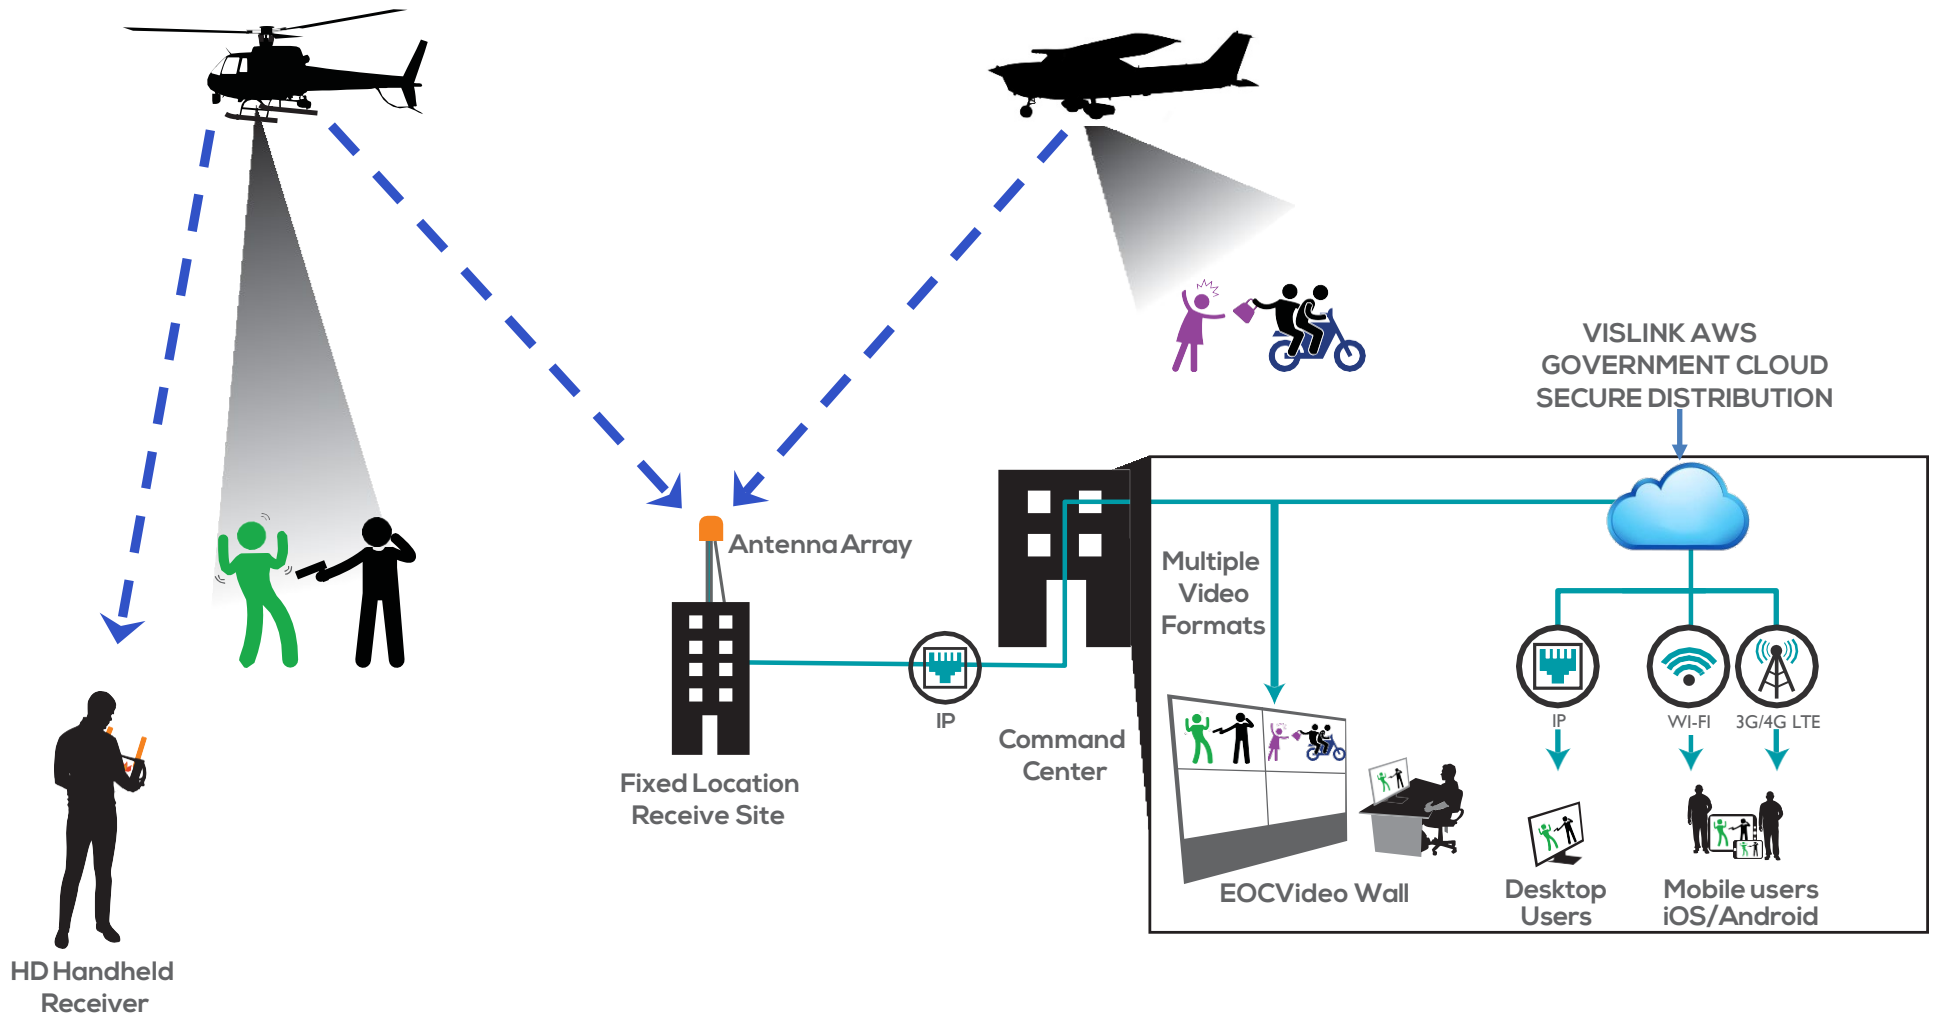 VISLINK AWS
GOVERNMENT CLOUD
SECURE DISTRIBUTION
Antenna Array
Multiple
Video
Formats
IP
IP
WI-FI
3G/4G LTE
Command
Center
Fixed Location
Receive Site
EOCVideo Wall
Desktop
Users
Mobile users
iOS/Android
HD Handheld
Receiver